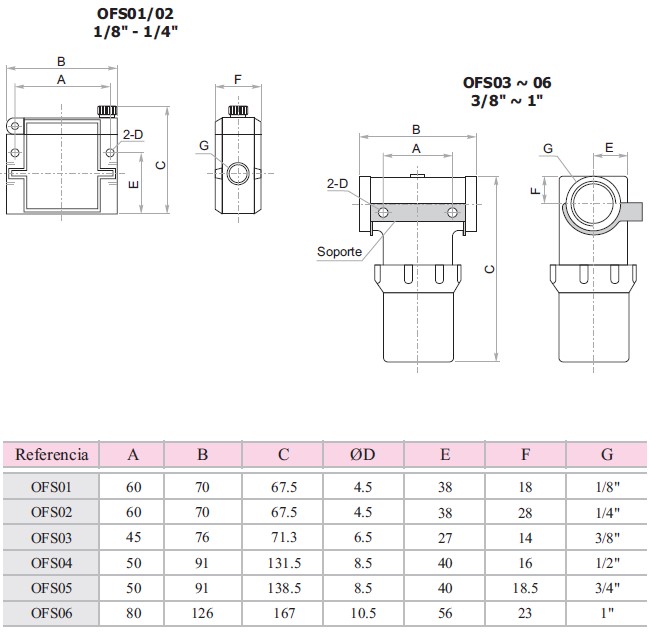 OFS01/02
1/8" - 1/4"
B
A
F
2-D
G
C
E
OFS03 ~ 06
3/8" ~ 1"
B
A
G
E
2-D
F
Soporte
C
Referencia A B C ØD E F G
OFS01 60 70 67.5 4.5 38 18 1/8"
OFS02 60 70 67.5 4.5 38 28 1/4"
OFS03 45 76 71.3 6.5 27 14 3/8"
OFS04 50 91 131.5 8.5 40 16 1/2"
OFS05 50 91 138.5 8.5 40 18.5 3/4"
OFS06 80 126 167 10.5 56 23 1"